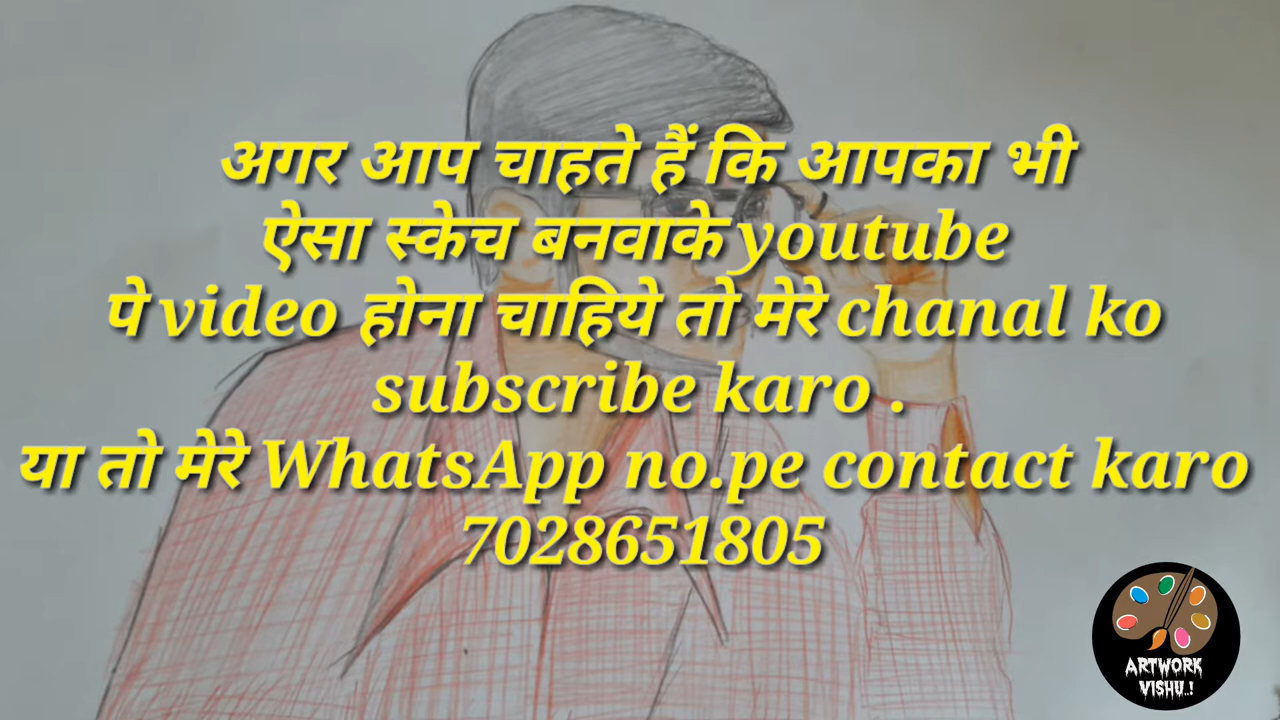 अगर आप चाहते हैं कि आपका भी
ऐसा स्केच बनवाके youtube
पे video होना चाहिये तो मेरे chanal ko
subscribe karo .
या तो मेरे WhatsApp no.pe contact karo
7028651805
ARTWORK
VISHU..!